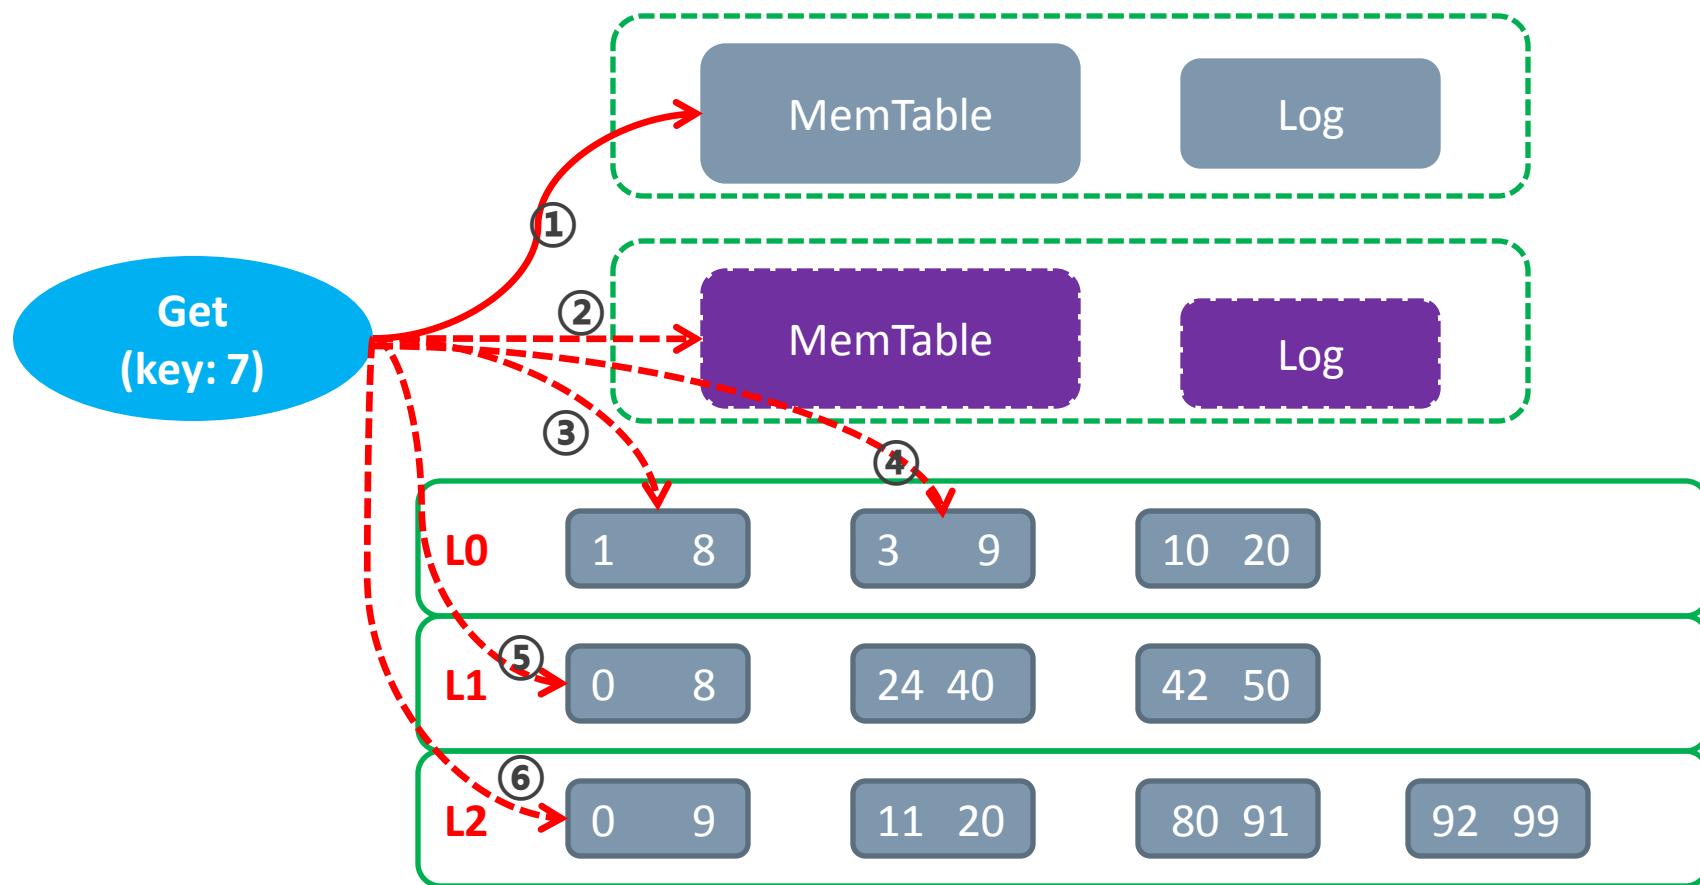 MemTable Log
①
Get
(key: 7)
②
MemTable Log
③
④
L0 1 8 3 9 10 20
⑤
L1 0 8 24 40 42 50
⑥
L2 0 9 11 20 80 91 92 99